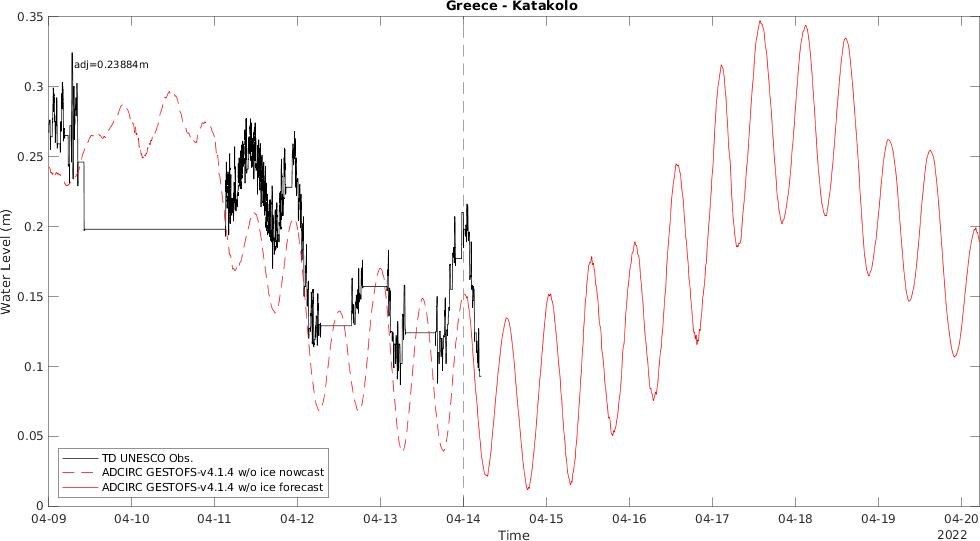 Greece - Katakolo
0.35
0.3
0.25
0.2
0.15
0.1
0.05
0
Water Level (m)
adj=0.23884m
TD UNESCO Obs.
ADCIRC GESTOFS-v4.1.4 w/o ice nowcast
ADCIRC GESTOFS-v4.1.4 w/o ice forecast
04-09 04-10 04-11 04-12 04-13 04-14 04-15 04-16 04-17 04-18 04-19 04-20
Time
2022